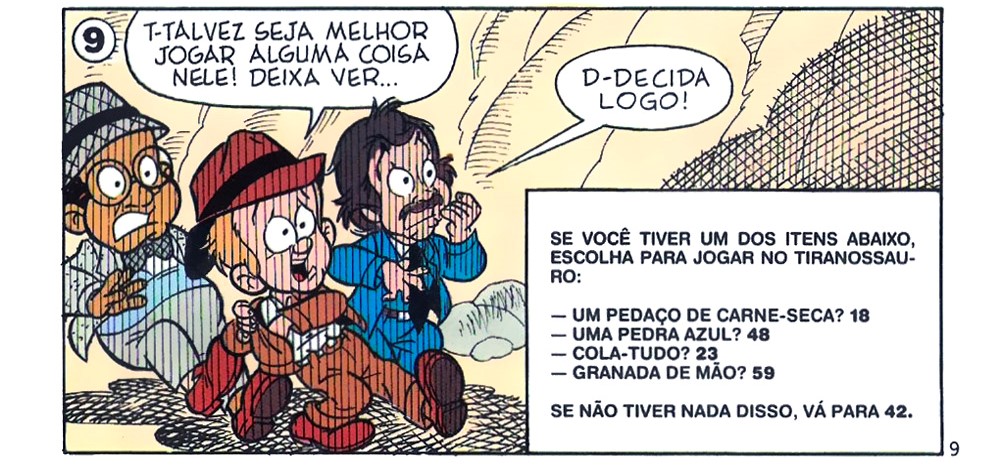 9
T-TALVEZ SEJA MELHOR
JOGAR ALGUMA COISA
NELE! DEIXA VER...
D-DECIDA
LOGO!
SE VOCÊ TIVER UM DOS ITENS ABAIXO,
ESCOLHA PARA JOGAR NO TIRANOSSAU-
RO:
— UM PEDAÇO DE CARNE-SECA? 18
— UMA PEDRA AZUL? 48
— COLA-TUDO? 23
— GRANADA DE MÃO? 59
SE NÃO TIVER NADA DISSO, VÁ PARA 42.
9